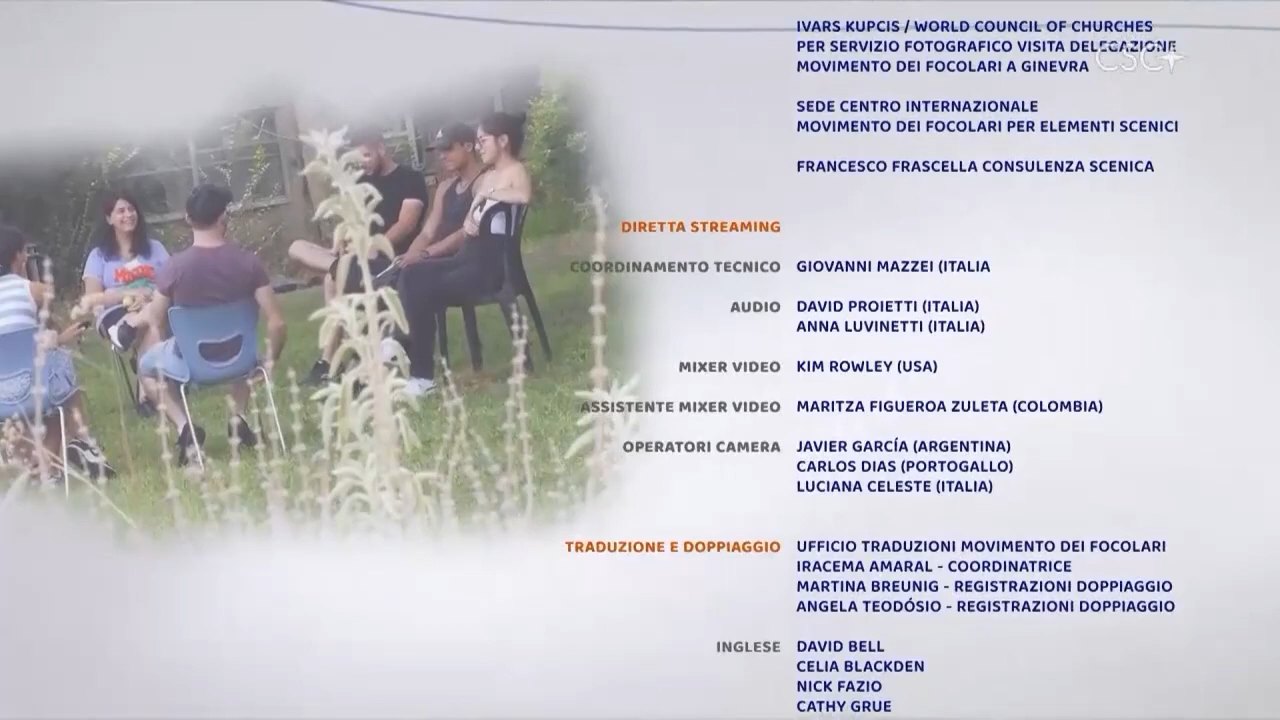 IVARS KUPCIS / WORLD COUNCIL OF CHURCHES
PER SERVIZIO FOTOGRAFICO VISITA DELEGAZIONE
MOVIMENTO DEI FOCOLARI A GINEVRA
CSC+
SEDE CENTRO INTERNAZIONALE
MOVIMENTO DEI FOCOLARI PER ELEMENTI SCENICI
FRANCESCO FRASCELLA CONSULENZA SCENICA
DIRETTA STREAMING
COORDINAMENTO TECNICO GIOVANNI MAZZEI (ITALIA
AUDIO DAVID PROIETTI (ITALIA)
ANNA LUVINETTI (ITALIA)
MIXER VIDEO KIM ROWLEY (USA)
ASSISTENTE MIXER VIDEO MARITZA FIGUEROA ZULETA (COLOMBIA)
OPERATORI CAMERA JAVIER GARCÍA (ARGENTINA)
CARLOS DIAS (PORTOGALLO)
LUCIANA CELESTE (ITALIA)
TRADUZIONE E DOPPIAGGIO UFFICIO TRADUZIONI MOVIMENTO DEI FOCOLARI
IRACEMA AMARAL - COORDINATRICE
MARTINA BREUNIG - REGISTRAZIONI DOPPIAGGIO
ANGELA TEODÓSIO - REGISTRAZIONI DOPPIAGGIO
INGLESE DAVID BELL
CELIA BLACKDEN
NICK FAZIO
CATHY GRUE